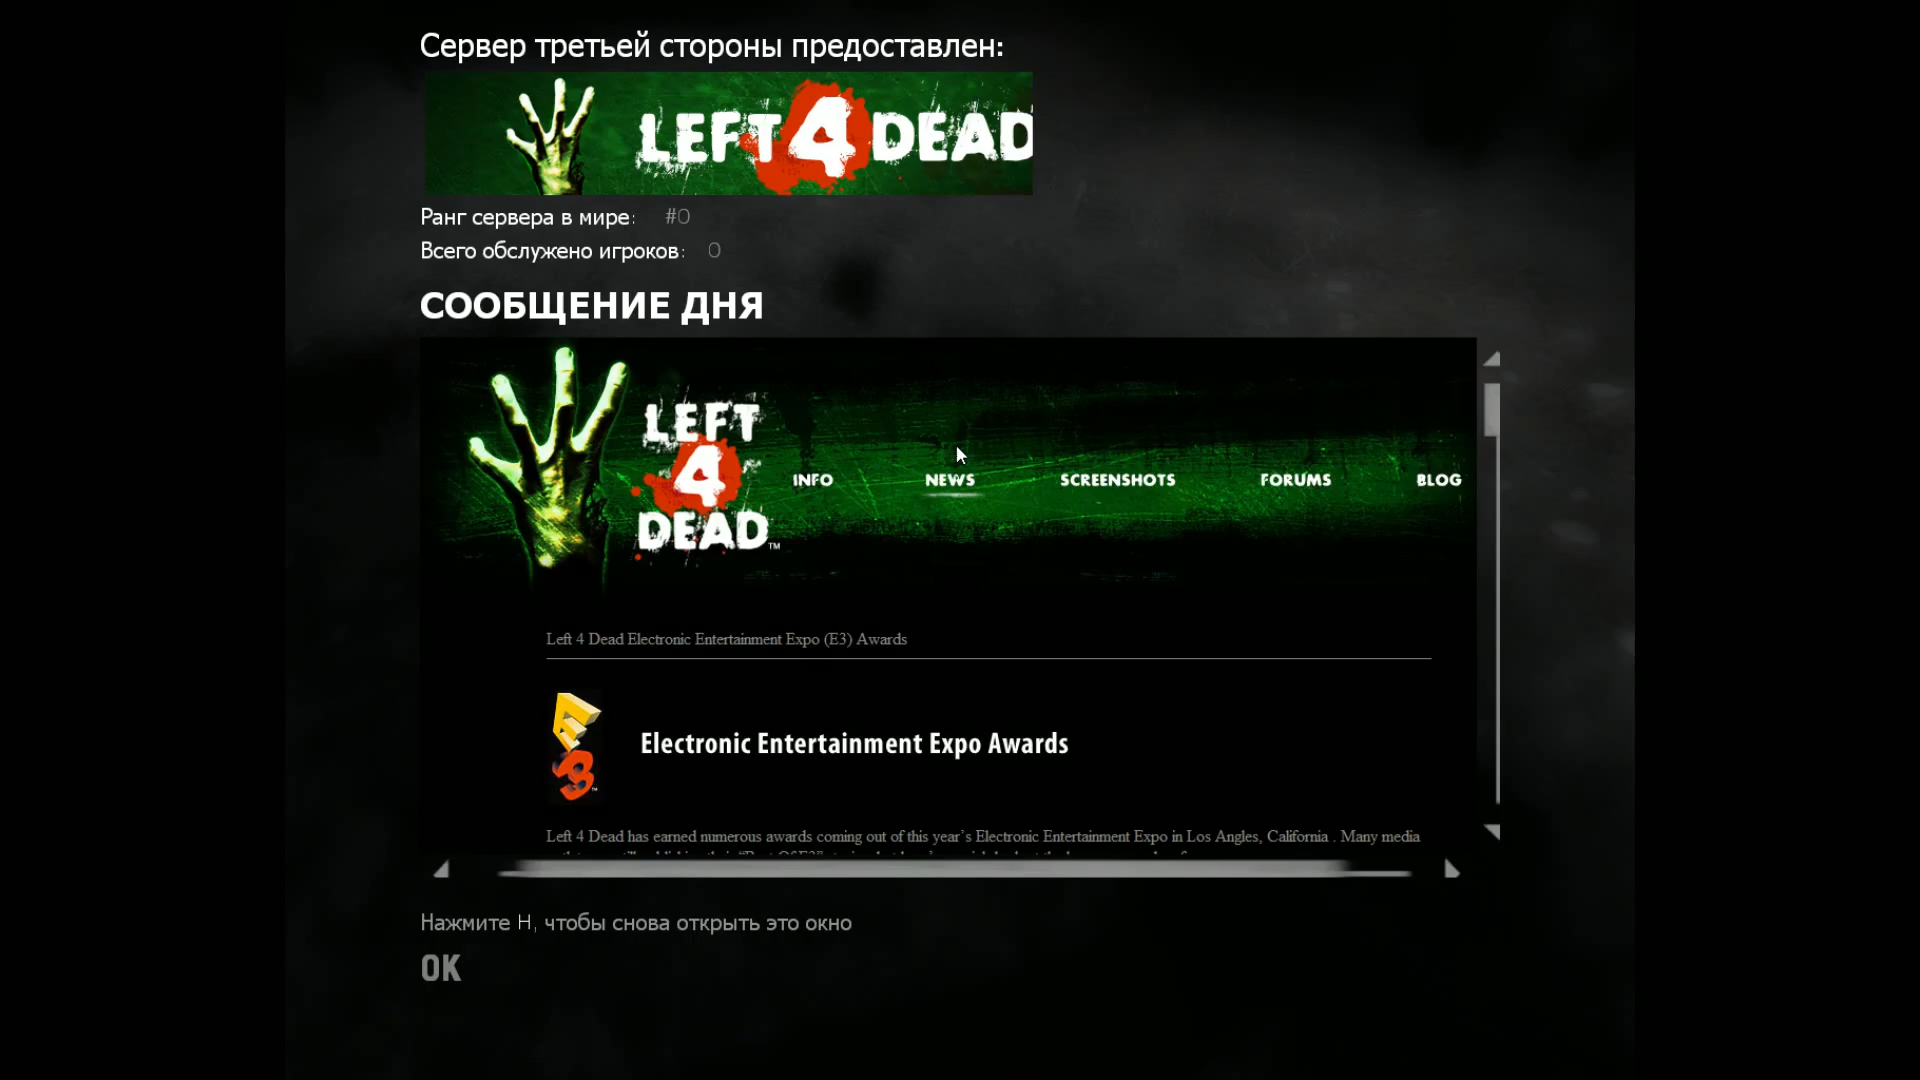 Сервер третьей стороны предоставлен:
LEFT 4 DEAD
Ранг сервера в мире: #0
Всего обслужено игроков: 0
СООБЩЕНИЕ ДНЯ
LEFT
4
DEAD™
INFO NEWS SCREENSHOTS FORUMS BLOG
Left 4 Dead Electronic Entertainment Expo (E3) Awards
E3™
Electronic Entertainment Expo Awards
Left 4 Dead has earned numerous awards coming out of this year’s Electronic Entertainment Expo in Los Angles, California . Many media
Нажмите H, чтобы снова открыть это окно
OK